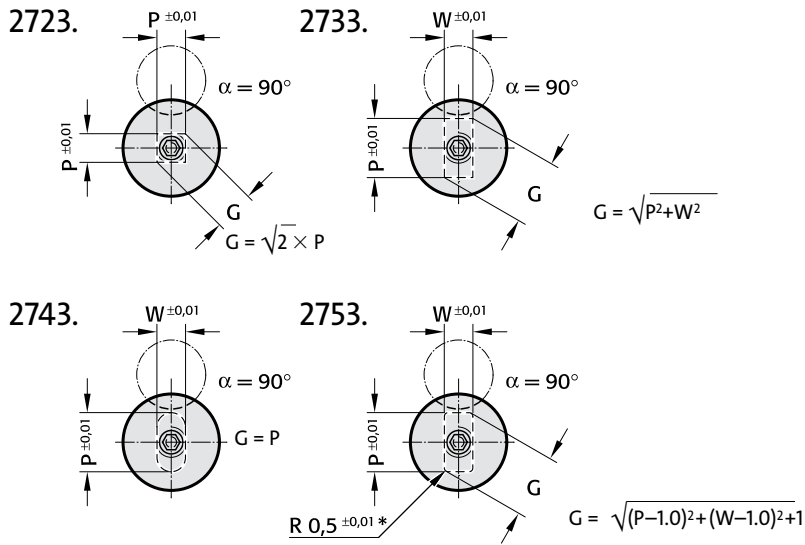 2723.
P ±0,01
α = 90°
P ±0,01
G
G = √2 × P
2733.
W ±0,01
α = 90°
P ±0,01
G
G = √P²+W²
2743.
W ±0,01
α = 90°
P ±0,01
G = P
2753.
W ±0,01
α = 90°
P ±0,01
G
R 0,5 ±0,01 *
G = √(P–1.0)²+(W–1.0)²+1